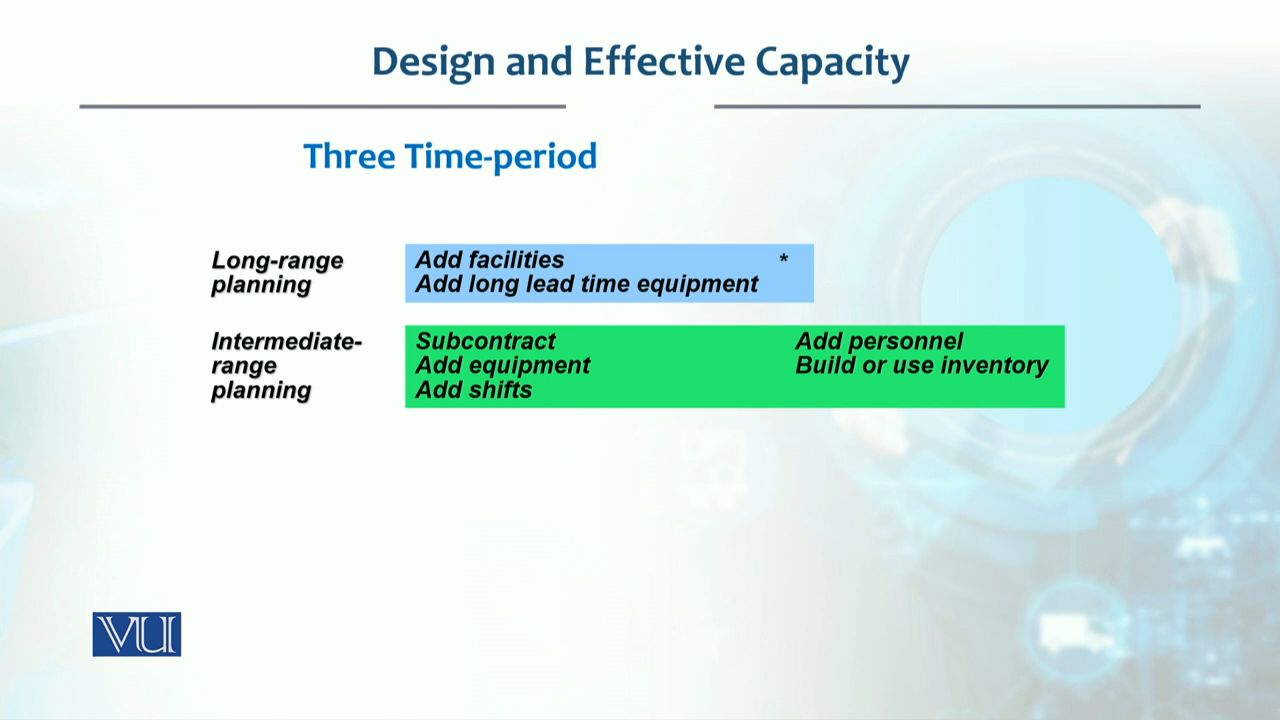 Design and Effective Capacity
Three Time-period
Long-range
planning
Add facilities *
Add long lead time equipment
Intermediate-
range
planning
Subcontract
Add equipment
Add shifts
Add personnel
Build or use inventory
VU